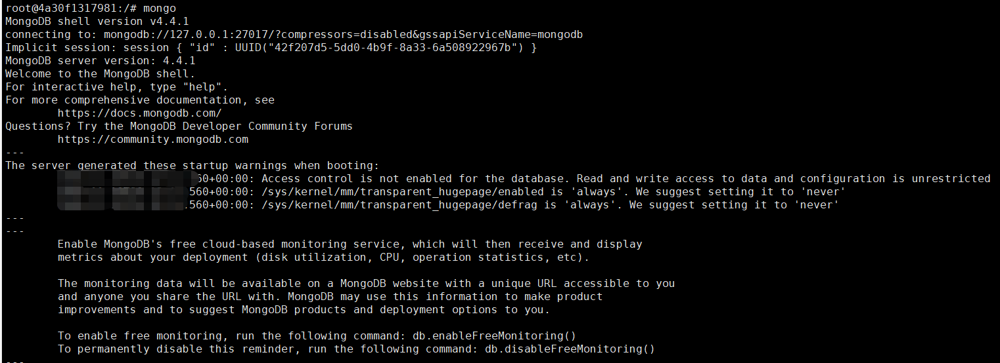 root@4a30f1317981:/# mongo
MongoDB shell version v4.4.1
connecting to: mongodb://127.0.0.1:27017/?compressors=disabled&gssapiServiceName=mongodb
Implicit session: session { "id" : UUID("42f207d5-5dd0-4b9f-8a33-6a508922967b") }
MongoDB server version: 4.4.1
Welcome to the MongoDB shell.
For interactive help, type "help".
For more comprehensive documentation, see
https://docs.mongodb.com/
Questions? Try the MongoDB Developer Community Forums
https://community.mongodb.com
---
The server generated these startup warnings when booting:
60+00:00: Access control is not enabled for the database. Read and write access to data and configuration is unrestricted
.560+00:00: /sys/kernel/mm/transparent_hugepage/enabled is 'always'. We suggest setting it to 'never'
.560+00:00: /sys/kernel/mm/transparent_hugepage/defrag is 'always'. We suggest setting it to 'never'
---
---
Enable MongoDB's free cloud-based monitoring service, which will then receive and display
metrics about your deployment (disk utilization, CPU, operation statistics, etc).
The monitoring data will be available on a MongoDB website with a unique URL accessible to you
and anyone you share the URL with. MongoDB may use this information to make product
improvements and to suggest MongoDB products and deployment options to you.
To enable free monitoring, run the following command: db.enableFreeMonitoring()
To permanently disable this reminder, run the following command: db.disableFreeMonitoring()
---